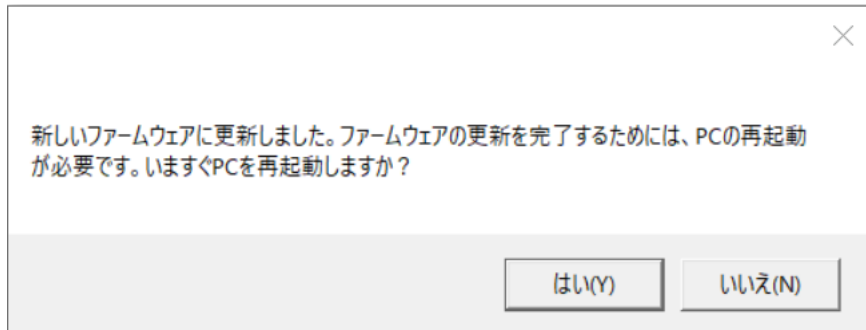 新しいファームウェアに更新しました。ファームウェアの更新を完了するためには、PCの再起動
が必要です。いますぐPCを再起動しますか？
はい(Y)
いいえ(N)